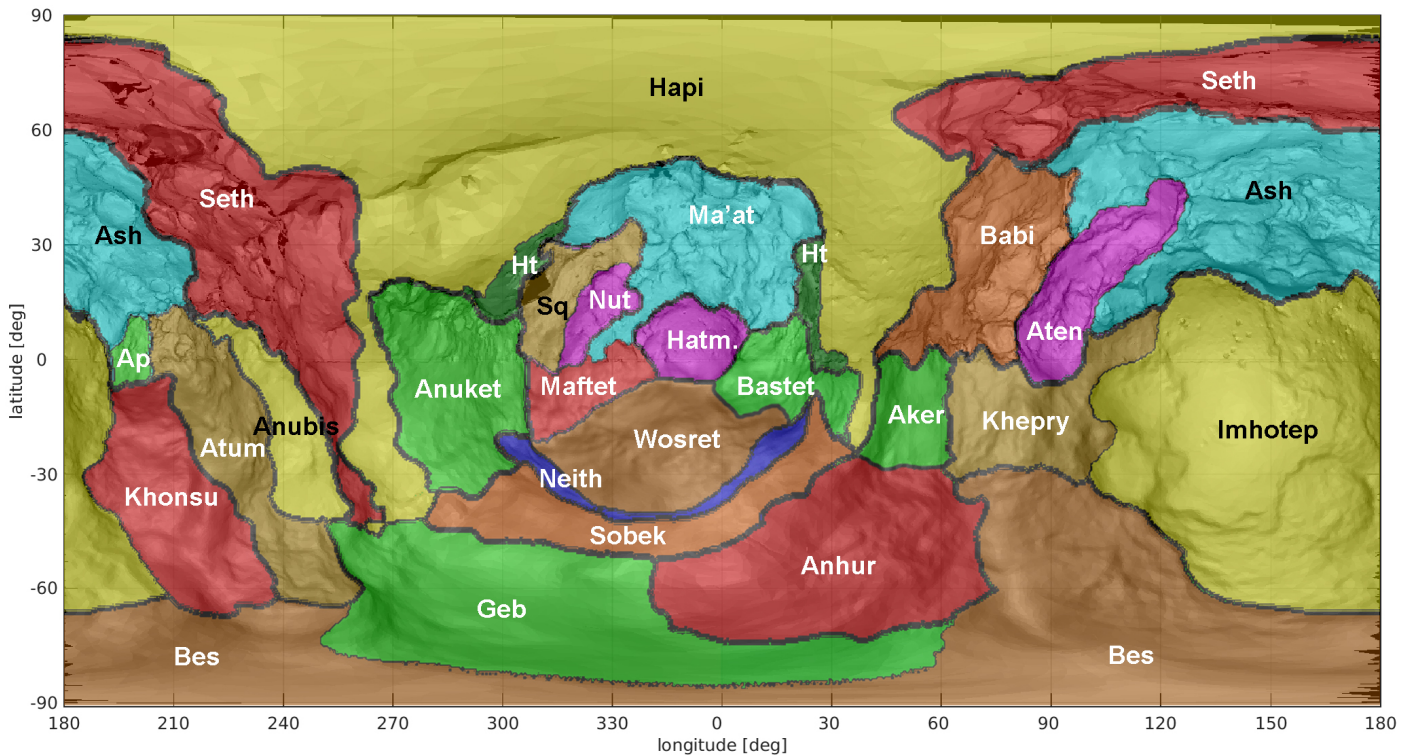 90
Hapi
Seth
60
Seth
Ash
Ma’at
Ash
Babi
30
Ht
Ht
Nut
Sq
Aten
Hatm.
latitude [deg]
0
Ap
Maftet
Bastet
Anuket
Aker
Khepry
Anubis
Imhotep
Wosret
Atum
-30
Neith
Khonsu
Sobek
Anhur
-60
Geb
Bes
Bes
-90
180 210 240 270 300 330 0 30 60 90 120 150 180
longitude [deg]